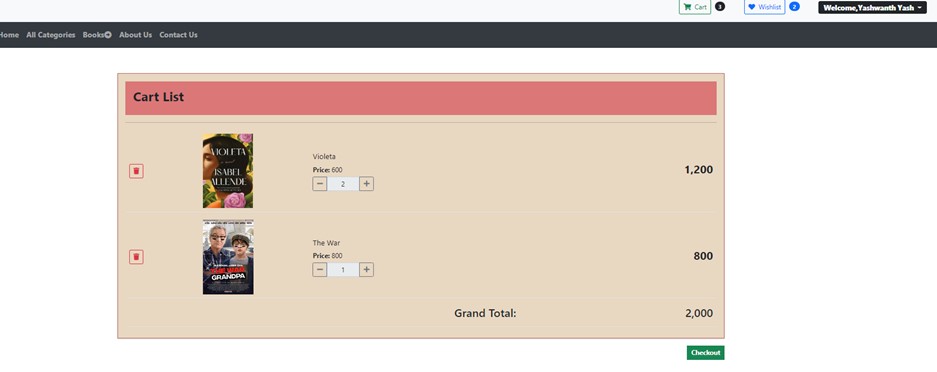 Cart 3 Wishlist 2 Welcome,Yashwanth Yash
Home All Categories Books About Us Contact Us
Cart List
VIOLETA
a novel
ISABEL
ALLENDE
Violeta
Price: 600
2
1,200
GRANDPA
The War
Price: 800
1
800
Grand Total: 2,000
Checkout